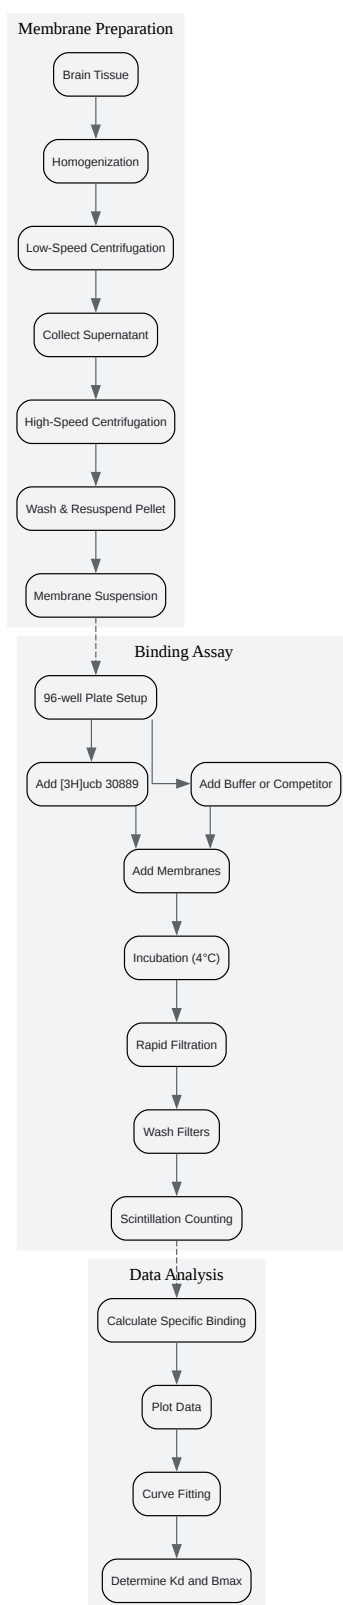 Membrane Preparation
Brain Tissue
Homogenization
Low-Speed Centrifugation
Collect Supernatant
High-Speed Centrifugation
Wash & Resuspend Pellet
Membrane Suspension
Binding Assay
96-well Plate Setup
Add [3H]ucb 30889
Add Buffer or Competitor
Add Membranes
Incubation (4°C)
Rapid Filtration
Wash Filters
Scintillation Counting
Data Analysis
Calculate Specific Binding
Plot Data
Curve Fitting
Determine Kd and Bmax